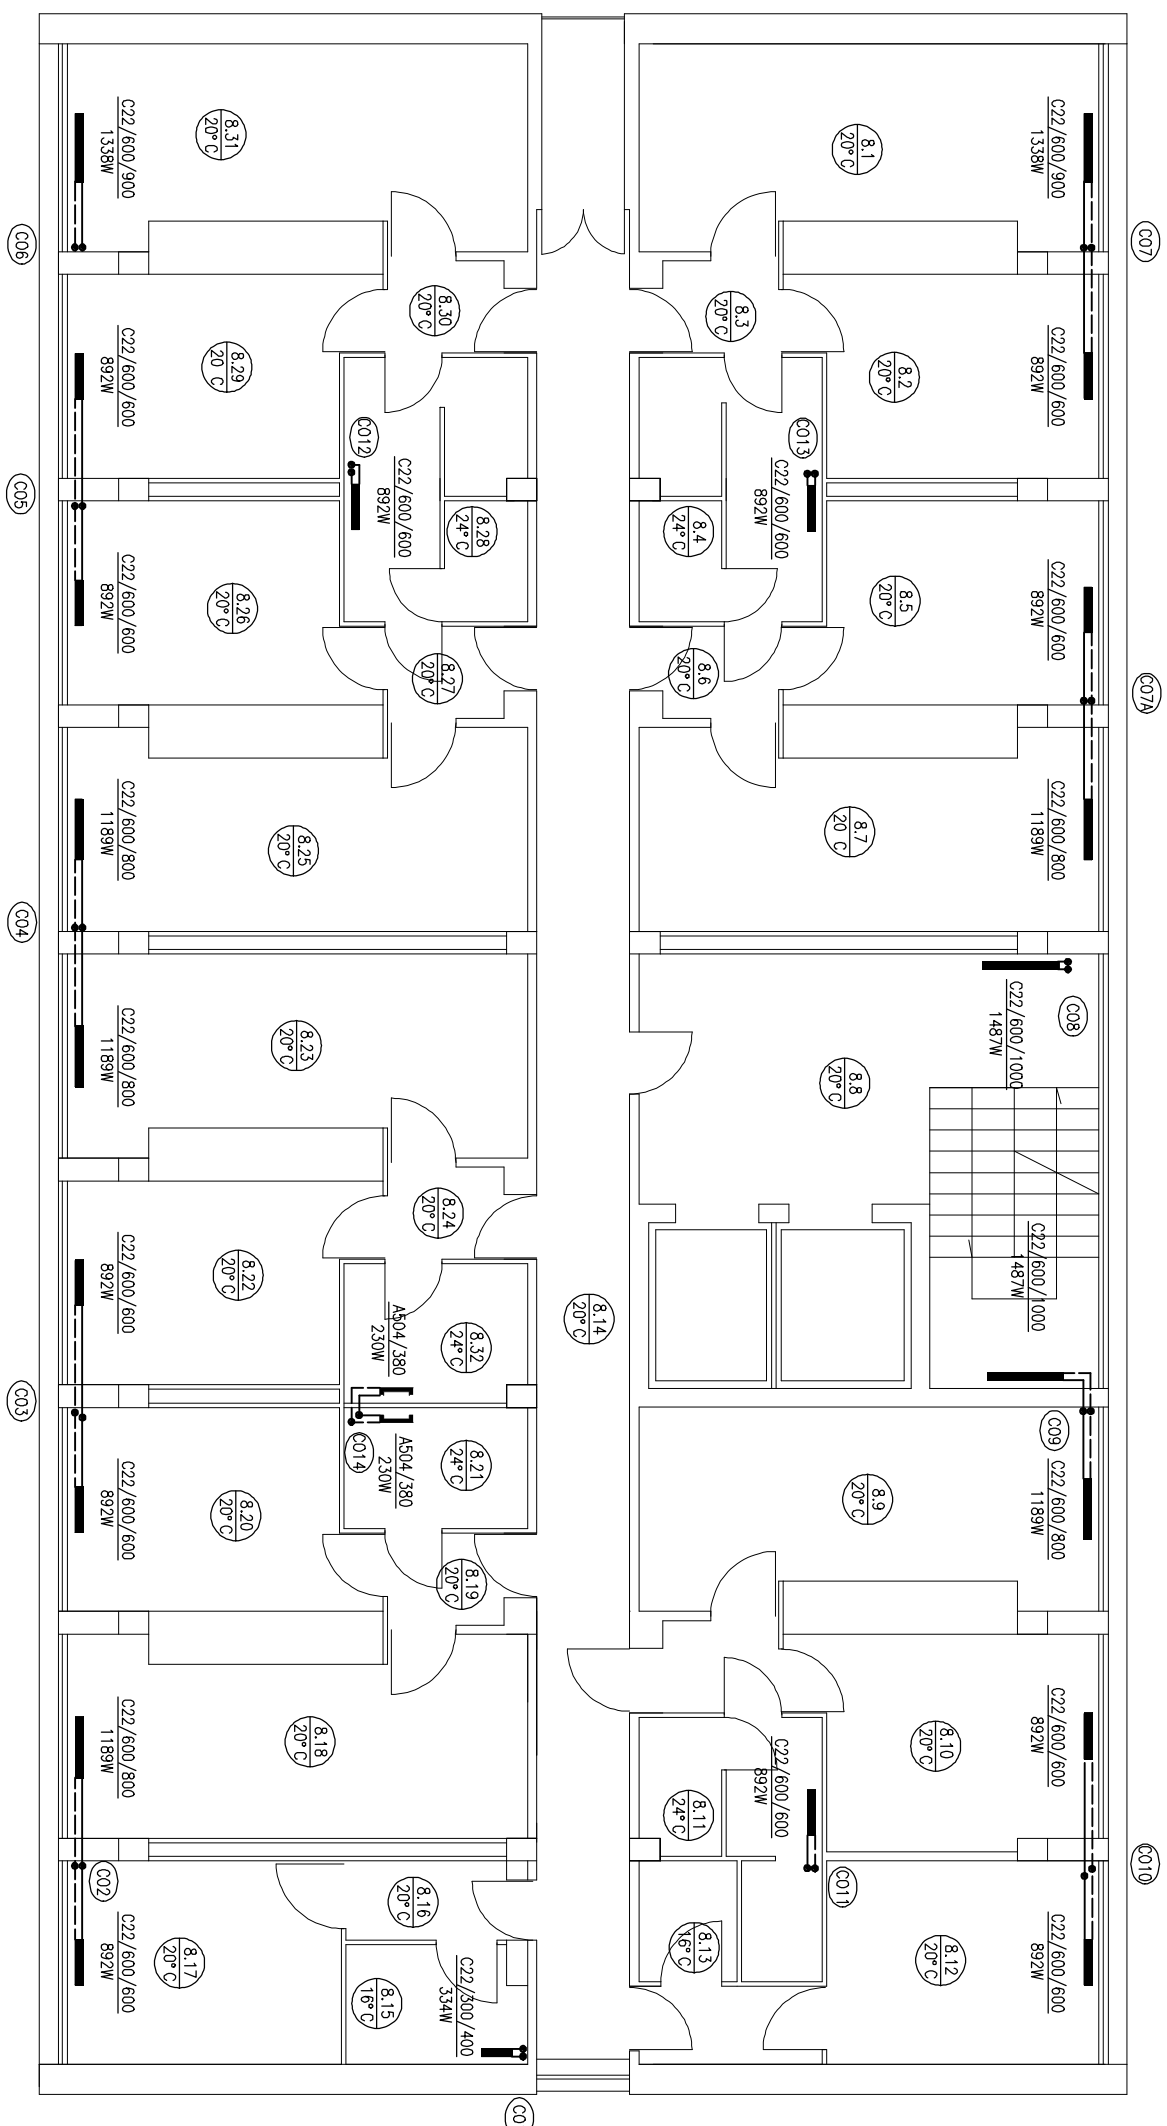 C06
C05
C04
C03
C02
C0
C22/600/900
1338W
8.31
20°C
C22/600/600
892W
8.29
20 C
8.30
20°C
C012
C22/600/600
892W
8.28
24°C
C22/600/600
892W
8.26
20°C
8.27
20°C
C22/600/800
1189W
8.25
20°C
C22/600/800
1189W
8.23
20°C
8.24
20°C
C22/600/600
892W
8.22
20°C
A504/380
230W
8.32
24°C
C014
A504/380
230W
8.21
24°C
C22/600/600
892W
8.20
20°C
8.19
20°C
C22/600/800
1189W
8.18
20°C
8.16
20°C
C22/600/600
892W
8.17
20°C
8.15
16°C
C22/300/400
334W
8.14
20°C
8.1
20°C
C22/600/900
1338W
C07
8.3
20°C
8.2
20°C
C22/600/600
892W
C013
C22/600/600
892W
8.4
24°C
8.5
20°C
C22/600/600
892W
8.6
20°C
C07A
8.7
20 C
C22/600/800
1189W
C08
C22/600/1000
1487W
8.8
20°C
C22/600/1000
1487W
C09
8.9
20°C
C22/600/800
1189W
8.10
20°C
C22/600/600
892W
C22/600/600
892W
8.11
24°C
C011
C010
8.13
16°C
8.12
20°C
C22/600/600
892W